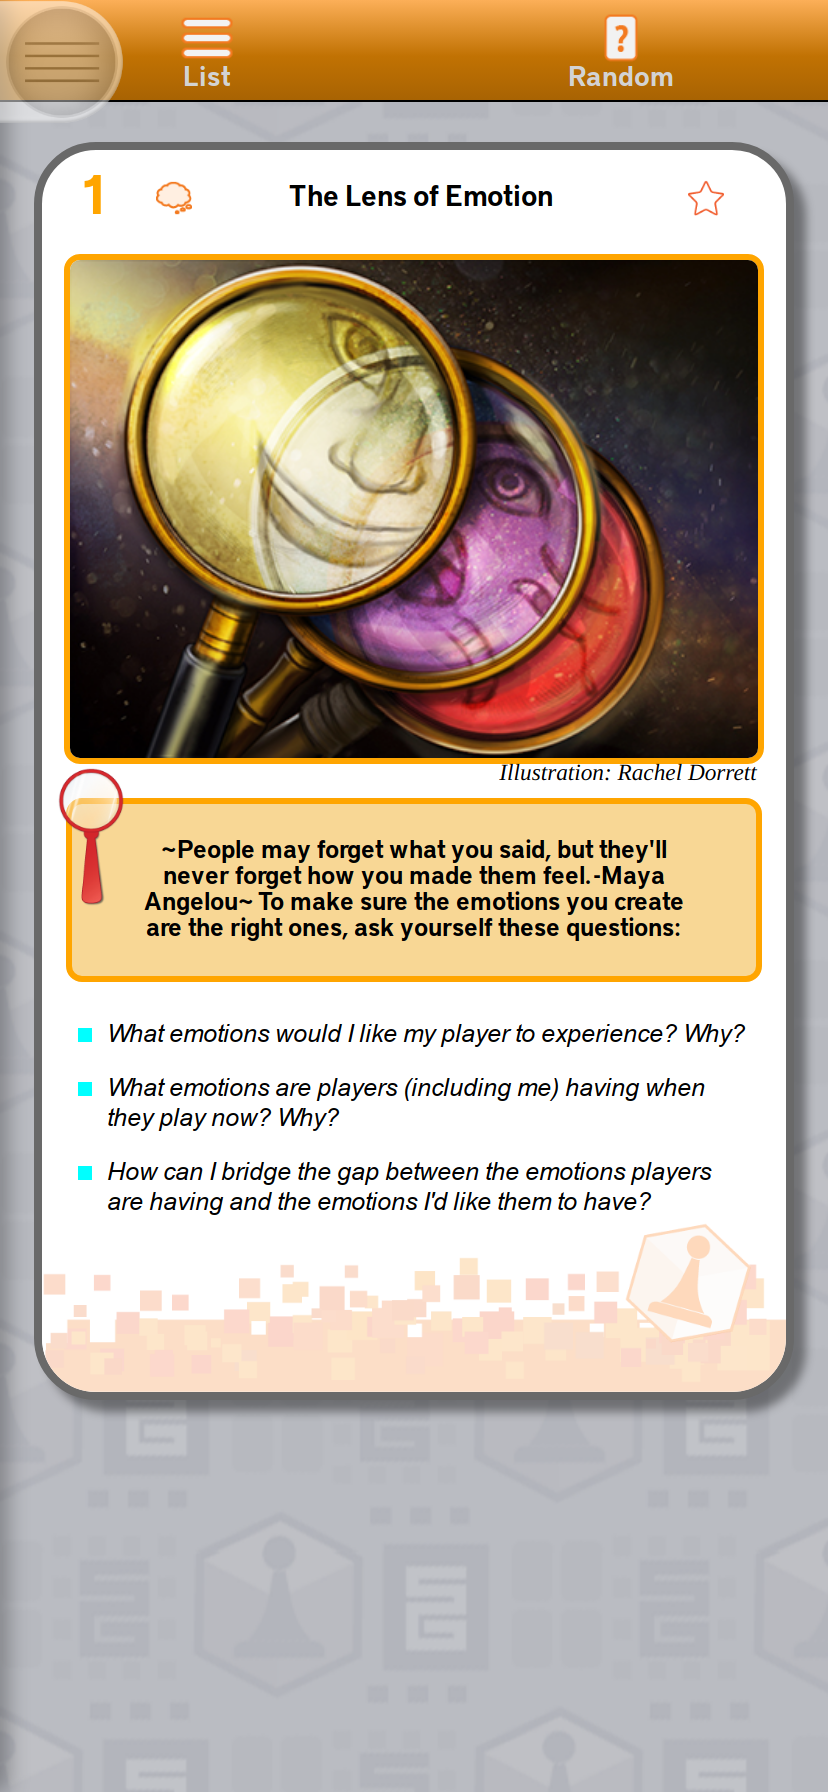 List
?
Random
1
The Lens of Emotion
Illustration: Rachel Dorrett
~People may forget what you said, but they'll
never forget how you made them feel.-Maya
Angelou~ To make sure the emotions you create
are the right ones, ask yourself these questions:
What emotions would I like my player to experience? Why?
What emotions are players (including me) having when
they play now? Why?
How can I bridge the gap between the emotions players
are having and the emotions I'd like them to have?